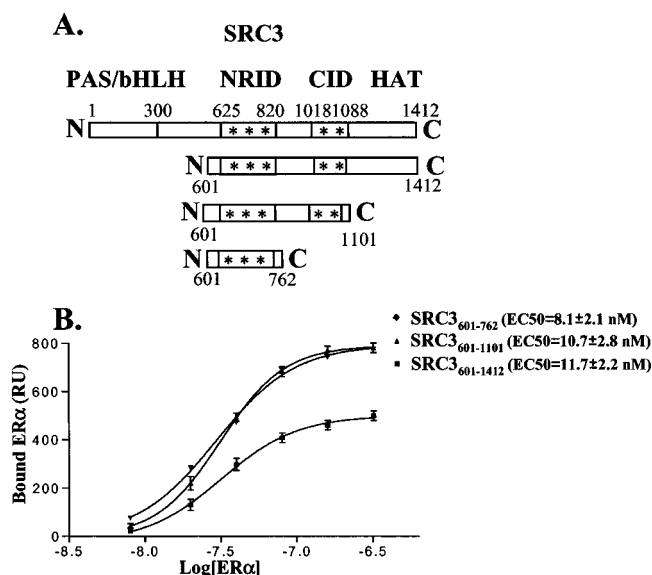 A.
SRC3
PAS/bHLH NRID CID HAT
1 300 625 820 1018 1088 1412
N * * * * * C
N * * * * * C
601 1412
N * * * * * C
601 1101
N * * * C
601 762
B.
SRC3601-762 (EC50=8.1±2.1 nM)
SRC3601-1101 (EC50=10.7±2.8 nM)
SRC3601-1412 (EC50=11.7±2.2 nM)
Bound ERα (RU)
800
600
400
200
0
-8.5 -8.0 -7.5 -7.0 -6.5
Log[ERα]